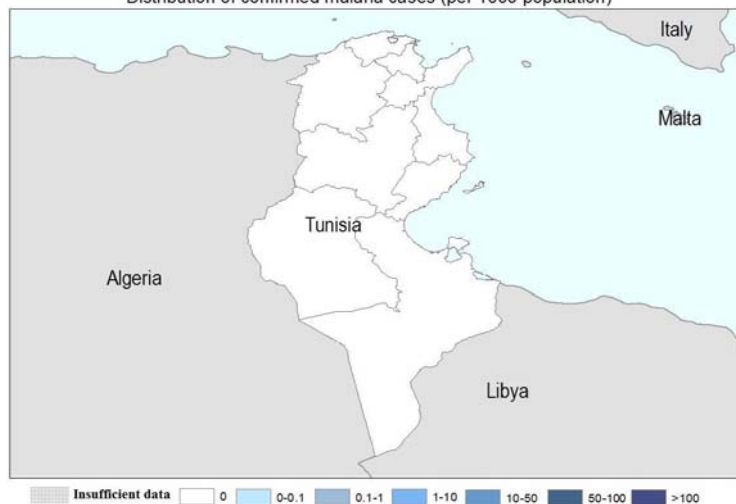 Distribution of confirmed malaria cases (per 1000 population)
Italy
Malta
Tunisia
Algeria
Libya
Insufficient data 0 0-0.1 0.1-1 1-10 10-50 50-100 >100